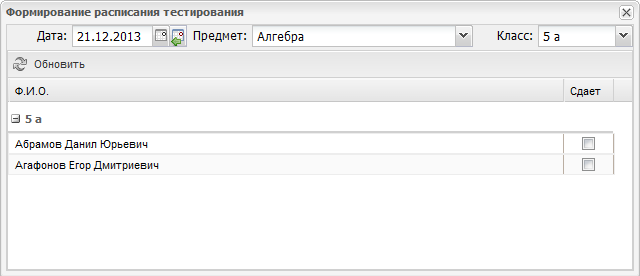 Формирование расписания тестирования
Дата: 21.12.2013 Предмет: Алгебра Класс: 5 а
Обновить
Ф.И.О. Сдает
5 а
Абрамов Данил Юрьевич
Агафонов Егор Дмитриевич